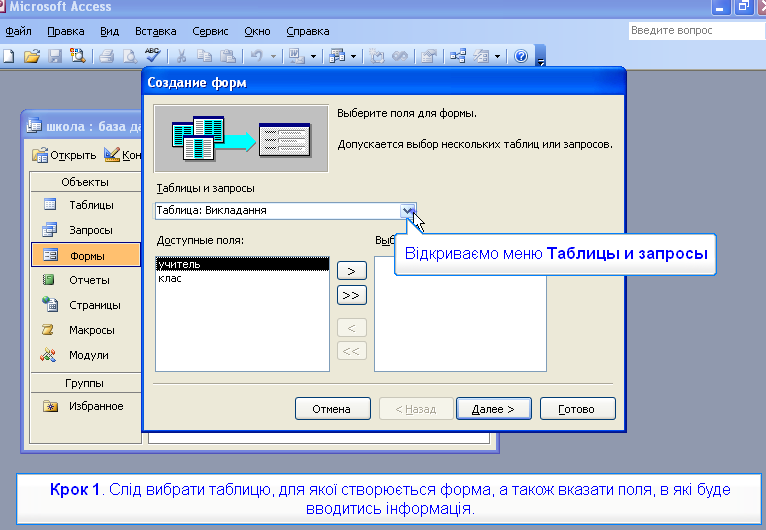 Microsoft Access
Файл Правка Вид Вставка Сервис Окно Справка
Введите вопрос
Создание форм
Выберите поля для формы.
Допускается выбор нескольких таблиц или запросов.
школа : база да
Открыть Кон
Объекты
Таблицы
Запросы
Формы
Отчеты
Страницы
Макросы
Модули
Группы
Избранное
Таблицы и запросы
Таблица: Викладання
Доступные поля:
Выб
учитель
клас
>
>>
<
<<
Відкриваємо меню Таблицы и запросы
Отмена
< Назад
Далее >
Готово
Крок 1. Слід вибрати таблицю, для якої створюється форма, а також вказати поля, в які буде
вводитись інформація.